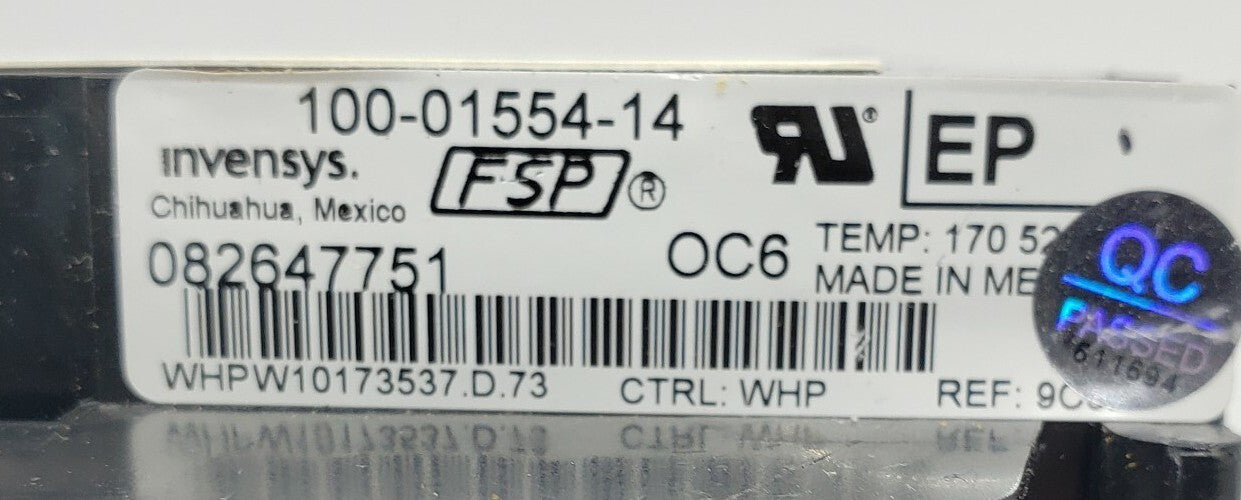 100-01554-14
invensys.
Chihuahua, Mexico
FSP®
RU®
EP
082647751
OC6
TEMP: 170
MADE IN
WHPW10173537.D.73
CTRL: WHP
REF:
QC
PASSED